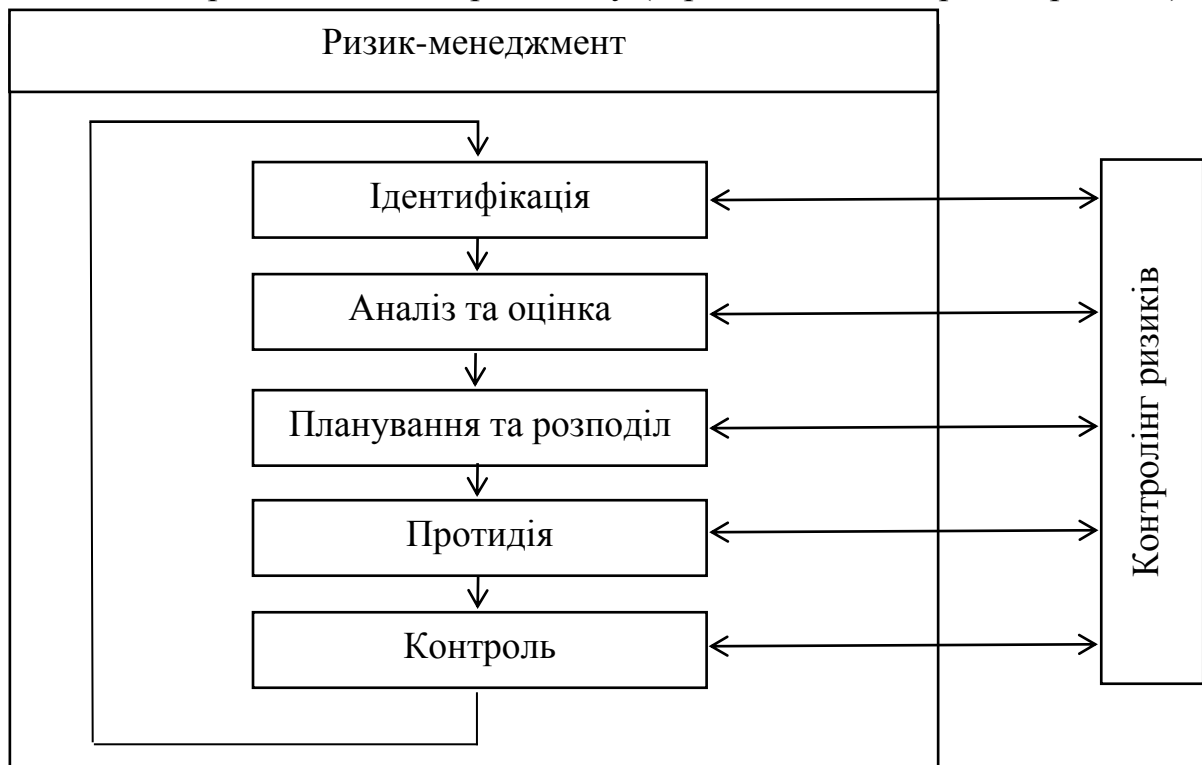 Ризик-менеджмент
Ідентифікація
Аналіз та оцінка
Планування та розподіл
Протидія
Контроль
Контролінг ризиків